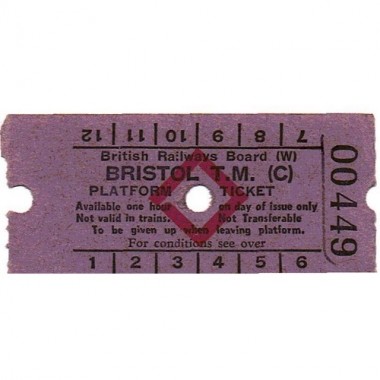 7 8 9 10 11 12
British Railways Board (W)
BRISTOL T.M. (C)
PLATFORM TICKET
Available one hour on day of issue only
Not valid in trains. Not Transferable
To be given up when leaving platform.
For conditions see over
1 2 3 4 5 6
00449